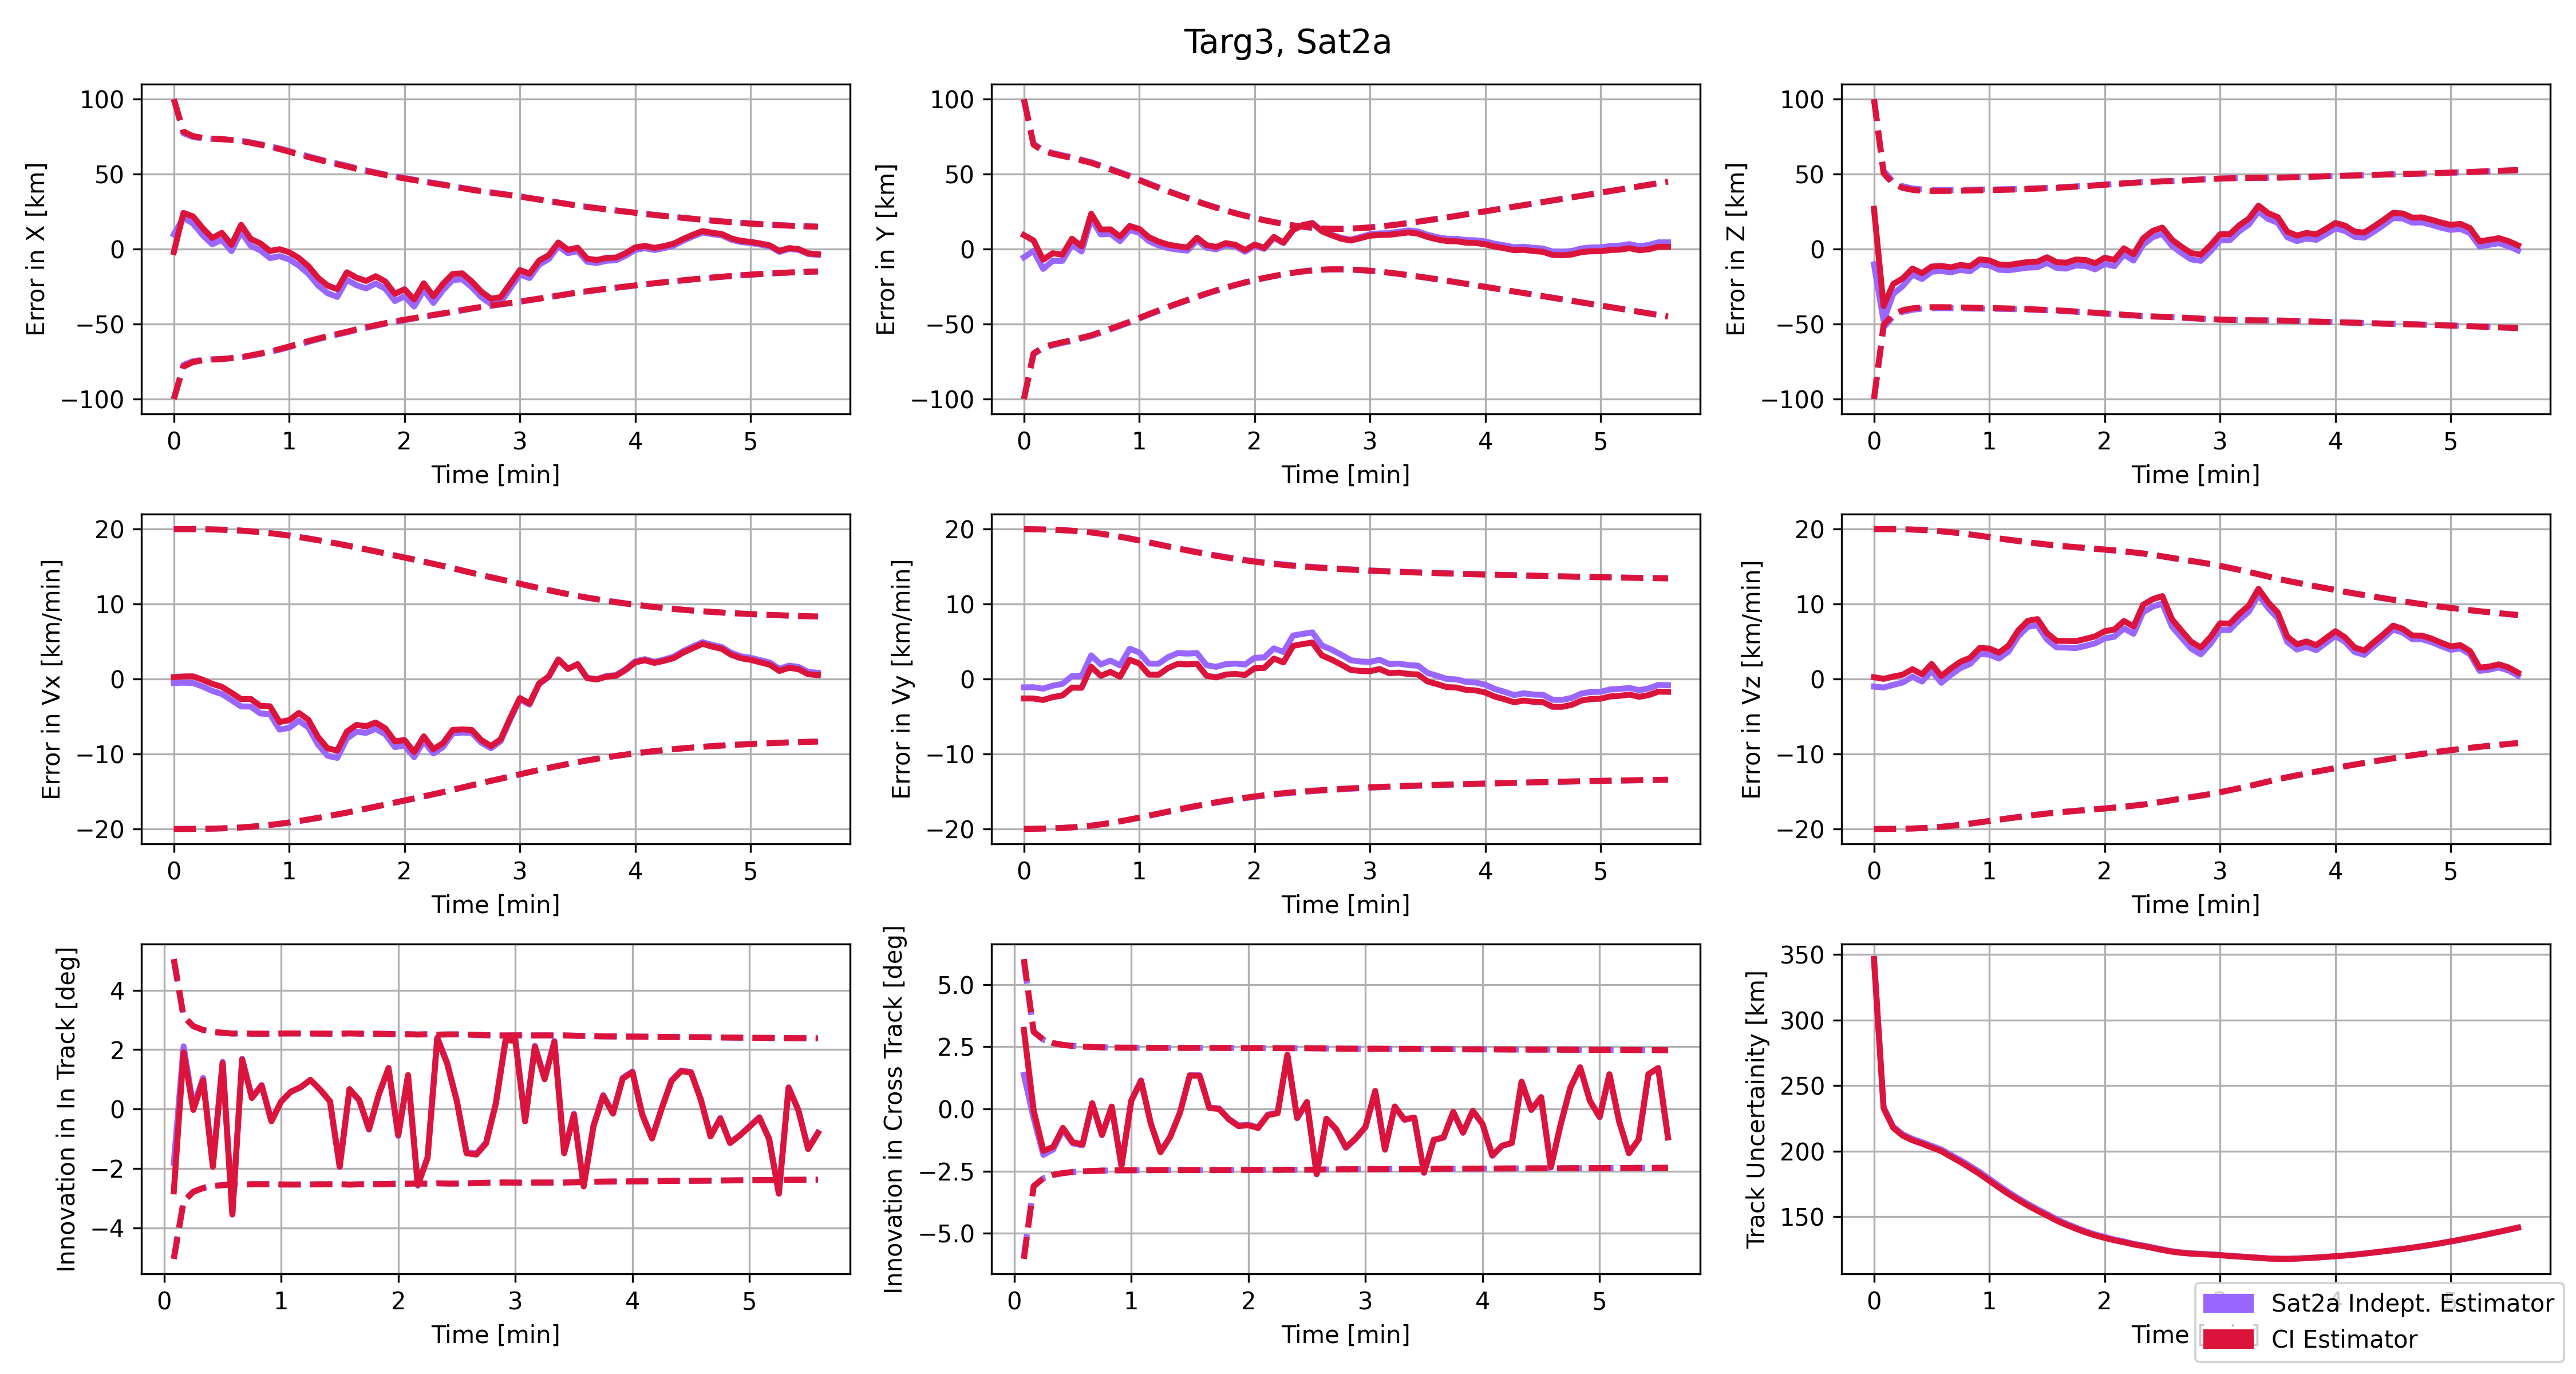 Targ3, Sat2a
Error in X [km]
100
50
0
−50
−100
0 1 2 3 4 5
Time [min]
Error in Y [km]
100
50
0
−50
−100
0 1 2 3 4 5
Time [min]
Error in Z [km]
100
50
0
−50
−100
0 1 2 3 4 5
Time [min]
Error in Vx [km/min]
20
10
0
−10
−20
0 1 2 3 4 5
Time [min]
Error in Vy [km/min]
20
10
0
−10
−20
0 1 2 3 4 5
Time [min]
Error in Vz [km/min]
20
10
0
−10
−20
0 1 2 3 4 5
Time [min]
Innovation in In Track [deg]
4
2
0
−2
−4
0 1 2 3 4 5
Time [min]
Innovation in Cross Track [deg]
5.0
2.5
0.0
−2.5
−5.0
0 1 2 3 4 5
Time [min]
Track Uncertainity [km]
350
300
250
200
150
0 1 2
Time
Sat2a Indept. Estimator
CI Estimator